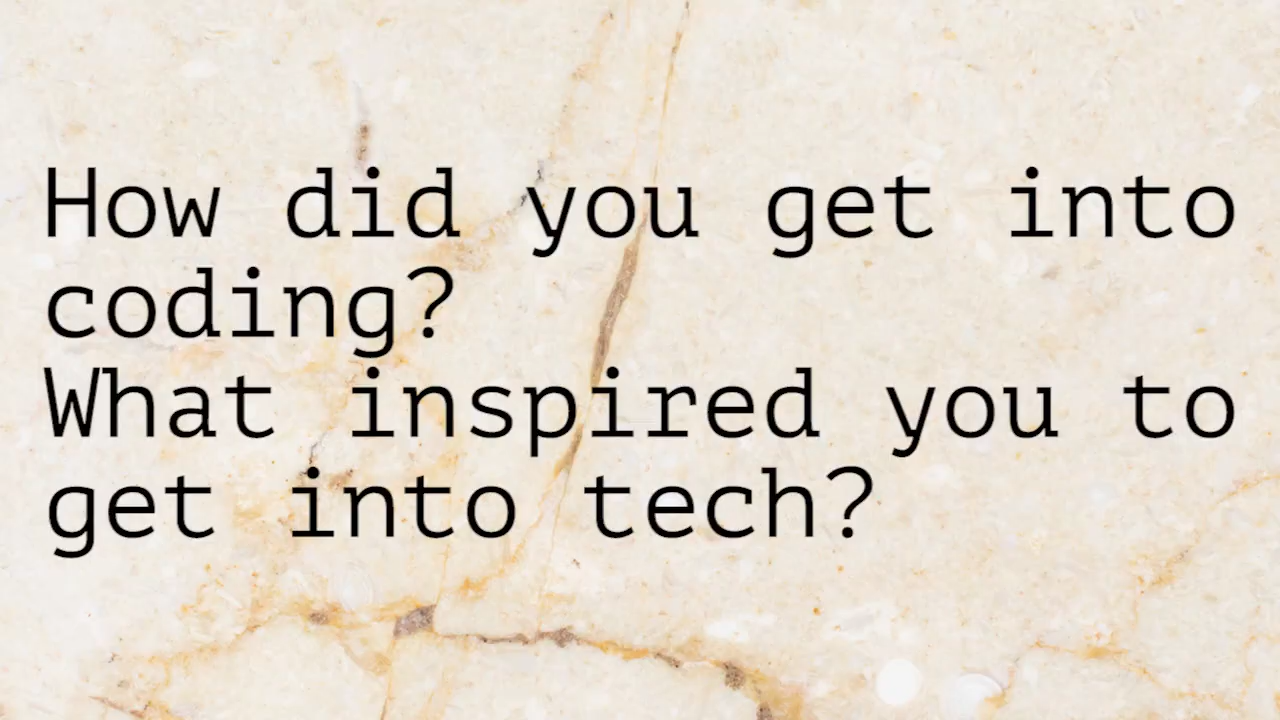 How did you get into
coding?
What inspired you to
get into tech?